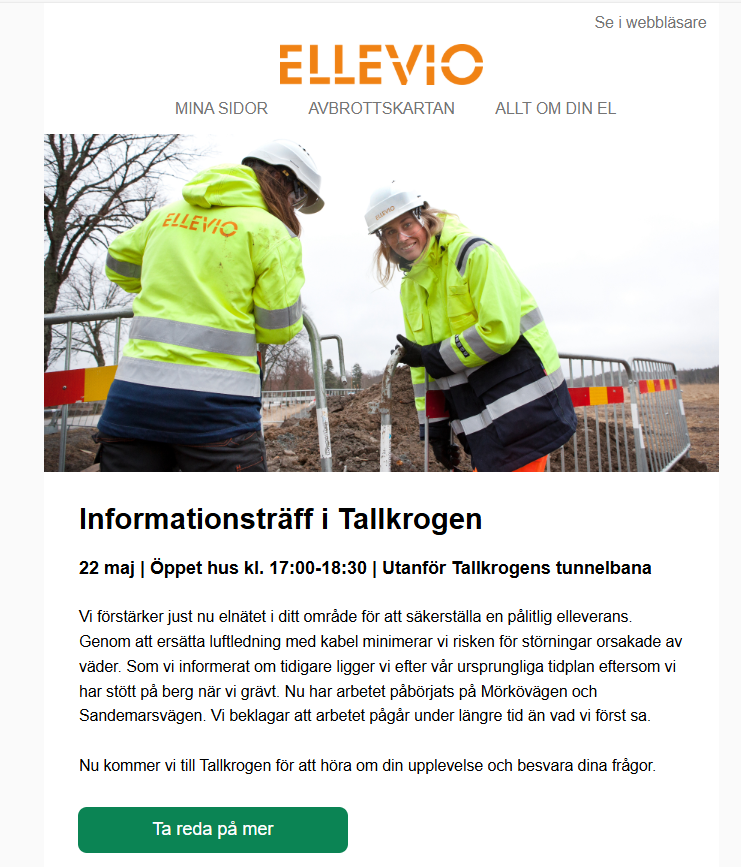 Se i webbläsare
ELLEVIO
MINA SIDOR AVBROTTSKARTAN ALLT OM DIN EL
ELLEVIO
ELLEVIO
Informationsträff i Tallkrogen
22 maj | Öppet hus kl. 17:00-18:30 | Utanför Tallkrogens tunnelbana
Vi förstärker just nu elnätet i ditt område för att säkerställa en pålitlig elleverans.
Genom att ersätta luftledning med kabel minimerar vi risken för störningar orsakade av
väder. Som vi informerat om tidigare ligger vi efter vår ursprungliga tidplan eftersom vi
har stött på berg när vi grävt. Nu har arbetet påbörjats på Mörkövägen och
Sandemarsvägen. Vi beklagar att arbetet pågår under längre tid än vad vi först sa.
Nu kommer vi till Tallkrogen för att höra om din upplevelse och besvara dina frågor.
Ta reda på mer